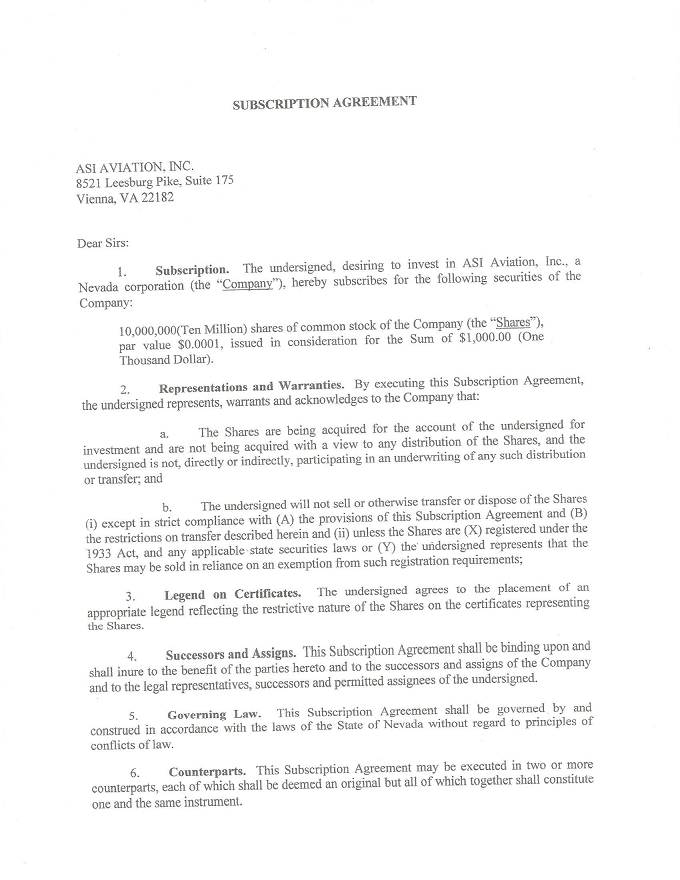 SUBSCRIPTION AGREEMENT
ASI AVIATION, INC.
8521 Leesburg Pike, Suite 175
Vienna, VA 22182
Dear Sirs:
1. Subscription. The undersigned, desiring to invest in ASI Aviation, Inc., a
Nevada corporation (the “Company”), hereby subscribes for the following securities of the
Company:
10,000,000(Ten Million) shares of common stock of the Company (the “Shares”),
par value $0.0001, issued in consideration for the Sum of $1,000.00 (One
Thousand Dollar).
2. Representations and Warranties. By executing this Subscription Agreement,
the undersigned represents, warrants and acknowledges to the Company that:
a. The Shares are being acquired for the account of the undersigned for
investment and are not being acquired with a view to any distribution of the Shares, and the
undersigned is not, directly or indirectly, participating in an underwriting of any such distribution
or transfer; and
b. The undersigned will not sell or otherwise transfer or dispose of the Shares
(i) except in strict compliance with (A) the provisions of this Subscription Agreement and (B)
the restrictions on transfer described herein and (ii) unless the Shares are (X) registered under the
1933 Act, and any applicable state securities laws or (Y) the undersigned represents that the
Shares may be sold in reliance on an exemption from such registration requirements;
3. Legend on Certificates. The undersigned agrees to the placement of an
appropriate legend reflecting the restrictive nature of the Shares on the certificates representing
the Shares.
4. Successors and Assigns. This Subscription Agreement shall be binding upon and
shall inure to the benefit of the parties hereto and to the successors and assigns of the Company
and to the legal representatives, successors and permitted assignees of the undersigned.
5. Governing Law. This Subscription Agreement shall be governed by and
construed in accordance with the laws of the State of Nevada without regard to principles of
conflicts of law.
6. Counterparts. This Subscription Agreement may be executed in two or more
counterparts, each of which shall be deemed an original but all of which together shall constitute
one and the same instrument.